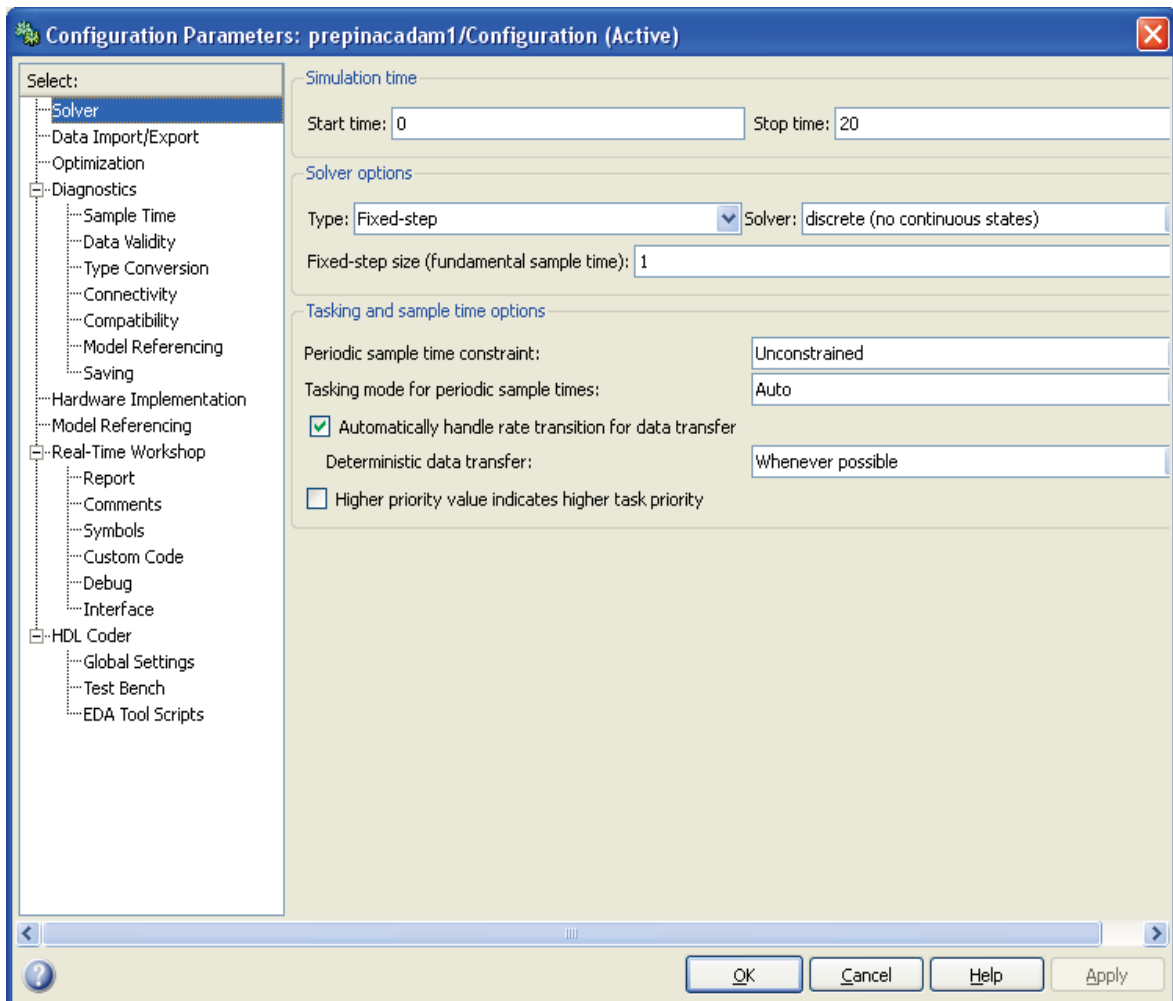 Configuration Parameters: prepinacadam1/Configuration (Active)
Select:
Solver
Data Import/Export
Optimization
Diagnostics
Sample Time
Data Validity
Type Conversion
Connectivity
Compatibility
Model Referencing
Saving
Hardware Implementation
Model Referencing
Real-Time Workshop
Report
Comments
Symbols
Custom Code
Debug
Interface
HDL Coder
Global Settings
Test Bench
EDA Tool Scripts
Simulation time
Start time: 0 Stop time: 20
Solver options
Type: Fixed-step Solver: discrete (no continuous states)
Fixed-step size (fundamental sample time): 1
Tasking and sample time options
Periodic sample time constraint: Unconstrained
Tasking mode for periodic sample times: Auto
Automatically handle rate transition for data transfer
Deterministic data transfer: Whenever possible
Higher priority value indicates higher task priority
OK Cancel Help Apply